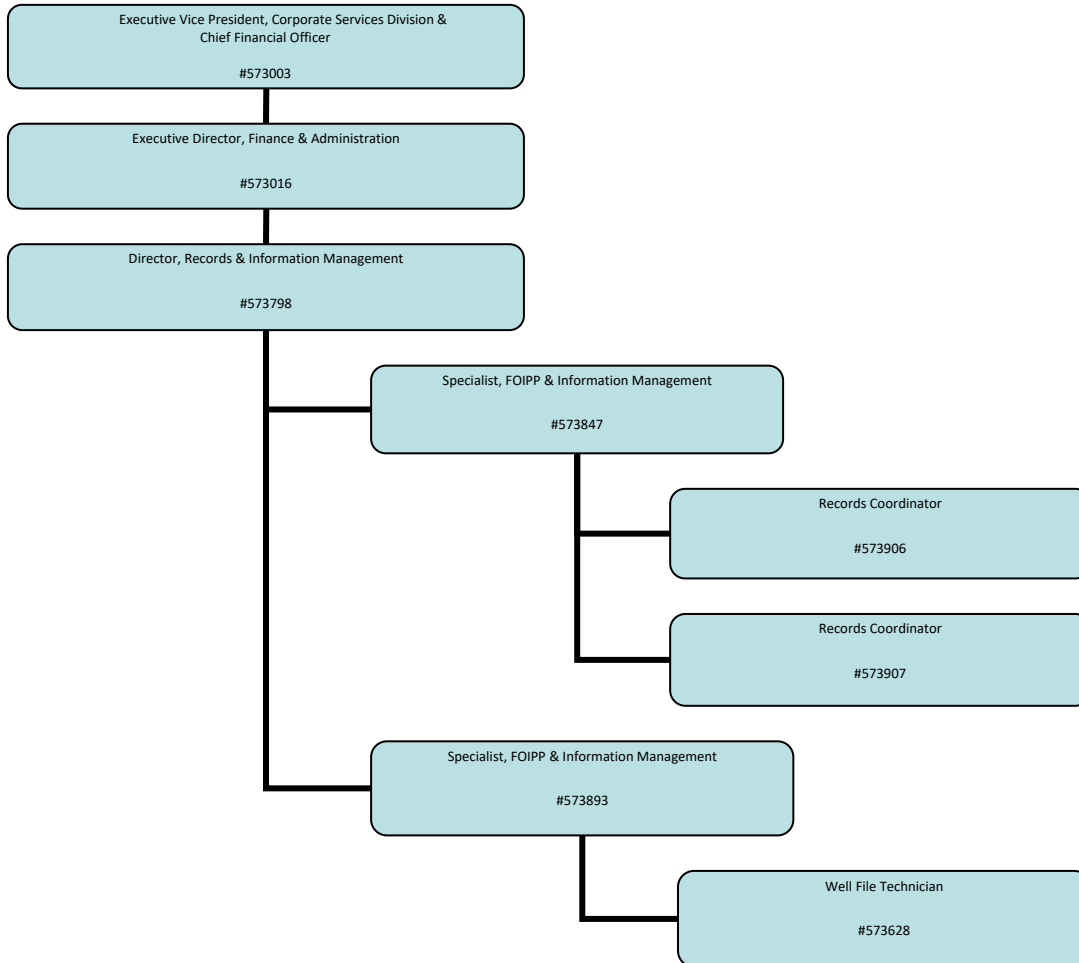 Executive Vice President, Corporate Services Division &
Chief Financial Officer
#573003
Executive Director, Finance & Administration
#573016
Director, Records & Information Management
#573798
Specialist, FOIPP & Information Management
#573847
Records Coordinator
#573906
Records Coordinator
#573907
Specialist, FOIPP & Information Management
#573893
Well File Technician
#573628